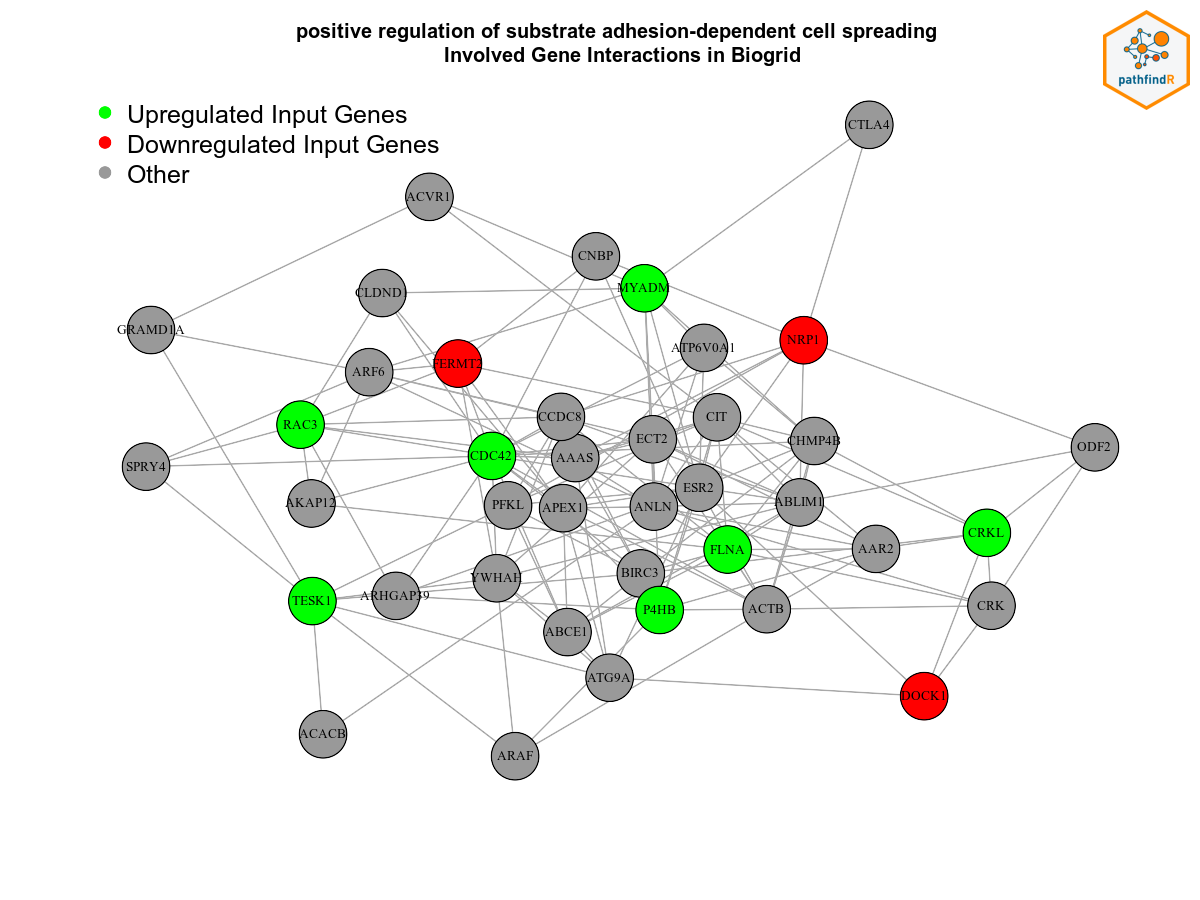 positive regulation of substrate adhesion-dependent cell spreading
Involved Gene Interactions in Biogrid
pathfindR
Upregulated Input Genes
Downregulated Input Genes
Other
CTLA4
ACVR1
CNBP
MYADM
CLDND1
GRAMD1A
NRP1
ATP6V0A1
FERMT2
ARF6
CCDC8
CIT
RAC3
ECT2
CHMP4B
ODF2
CDC42
AAAS
SPRY4
ESR2
AKAP12
PFKL
APEX1
ANLN
ABLIM1
CRKL
FLNA
AAR2
BIRC3
YWHAH
ARHGAP39
TESK1
P4HB
ACTB
CRK
ABCE1
ATG9A
DOCK1
ACACB
ARAF